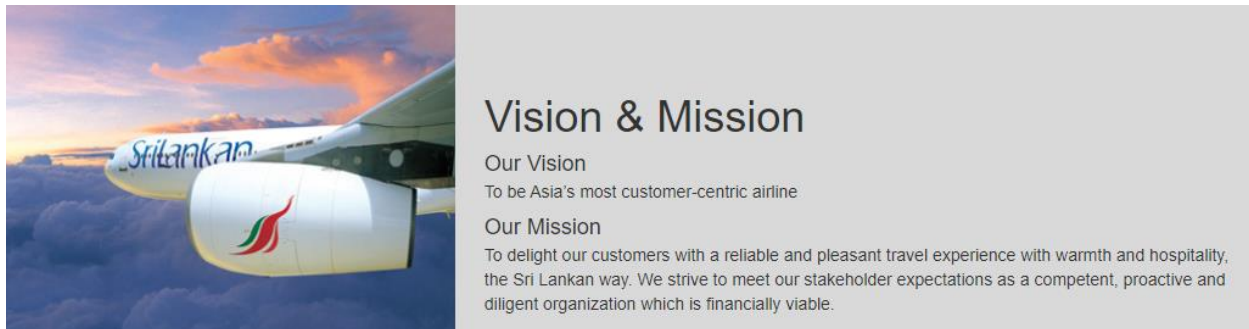 SriLankan
Vision & Mission
Our Vision
To be Asia’s most customer-centric airline
Our Mission
To delight our customers with a reliable and pleasant travel experience with warmth and hospitality,
the Sri Lankan way. We strive to meet our stakeholder expectations as a competent, proactive and
diligent organization which is financially viable.